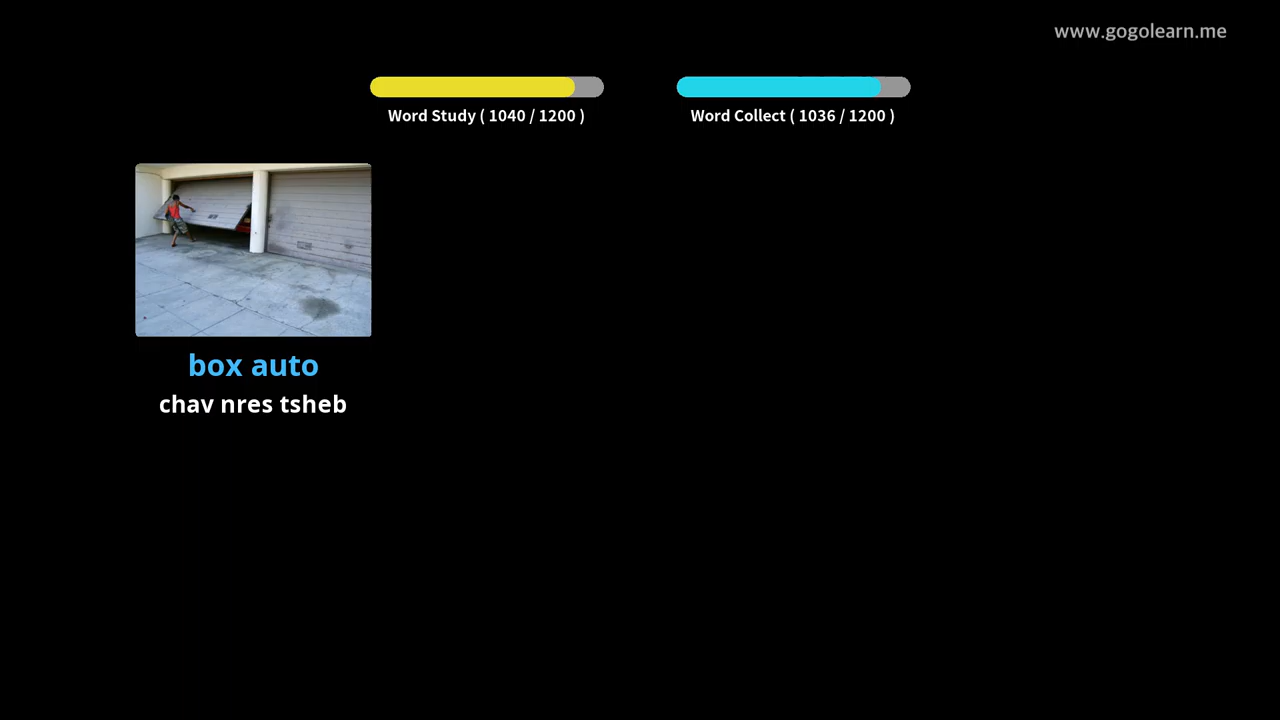 www.gogolearn.me
Word Study ( 1040 / 1200 )
Word Collect ( 1036 / 1200 )
box auto
chav nres tsheb